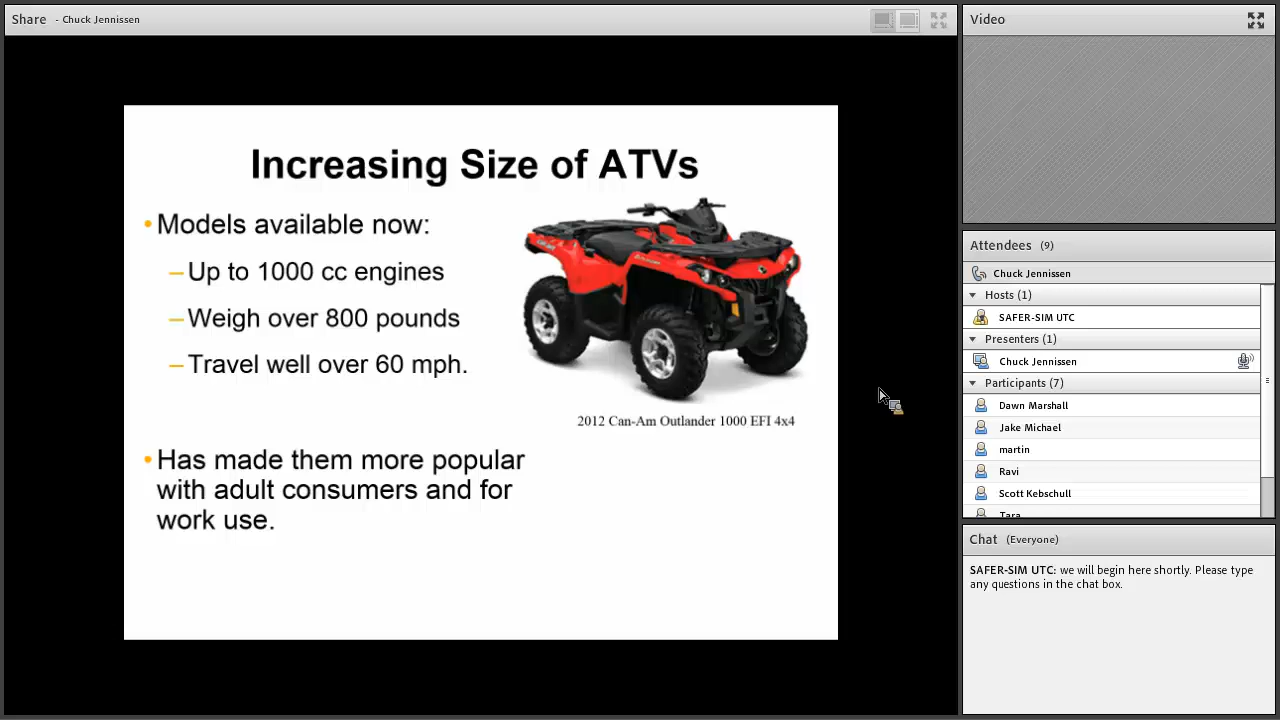 Share - Chuck Jennissen
Increasing Size of ATVs
• Models available now:
– Up to 1000 cc engines
– Weigh over 800 pounds
– Travel well over 60 mph.
2012 Can-Am Outlander 1000 EFI 4x4
• Has made them more popular
with adult consumers and for
work use.
Video
Attendees (9)
Chuck Jennissen
Hosts (1)
SAFER-SIM UTC
Presenters (1)
Chuck Jennissen
Participants (7)
Dawn Marshall
Jake Michael
martin
Ravi
Scott Kebschull
Tara
Chat (Everyone)
SAFER-SIM UTC: we will begin here shortly. Please type
any questions in the chat box.